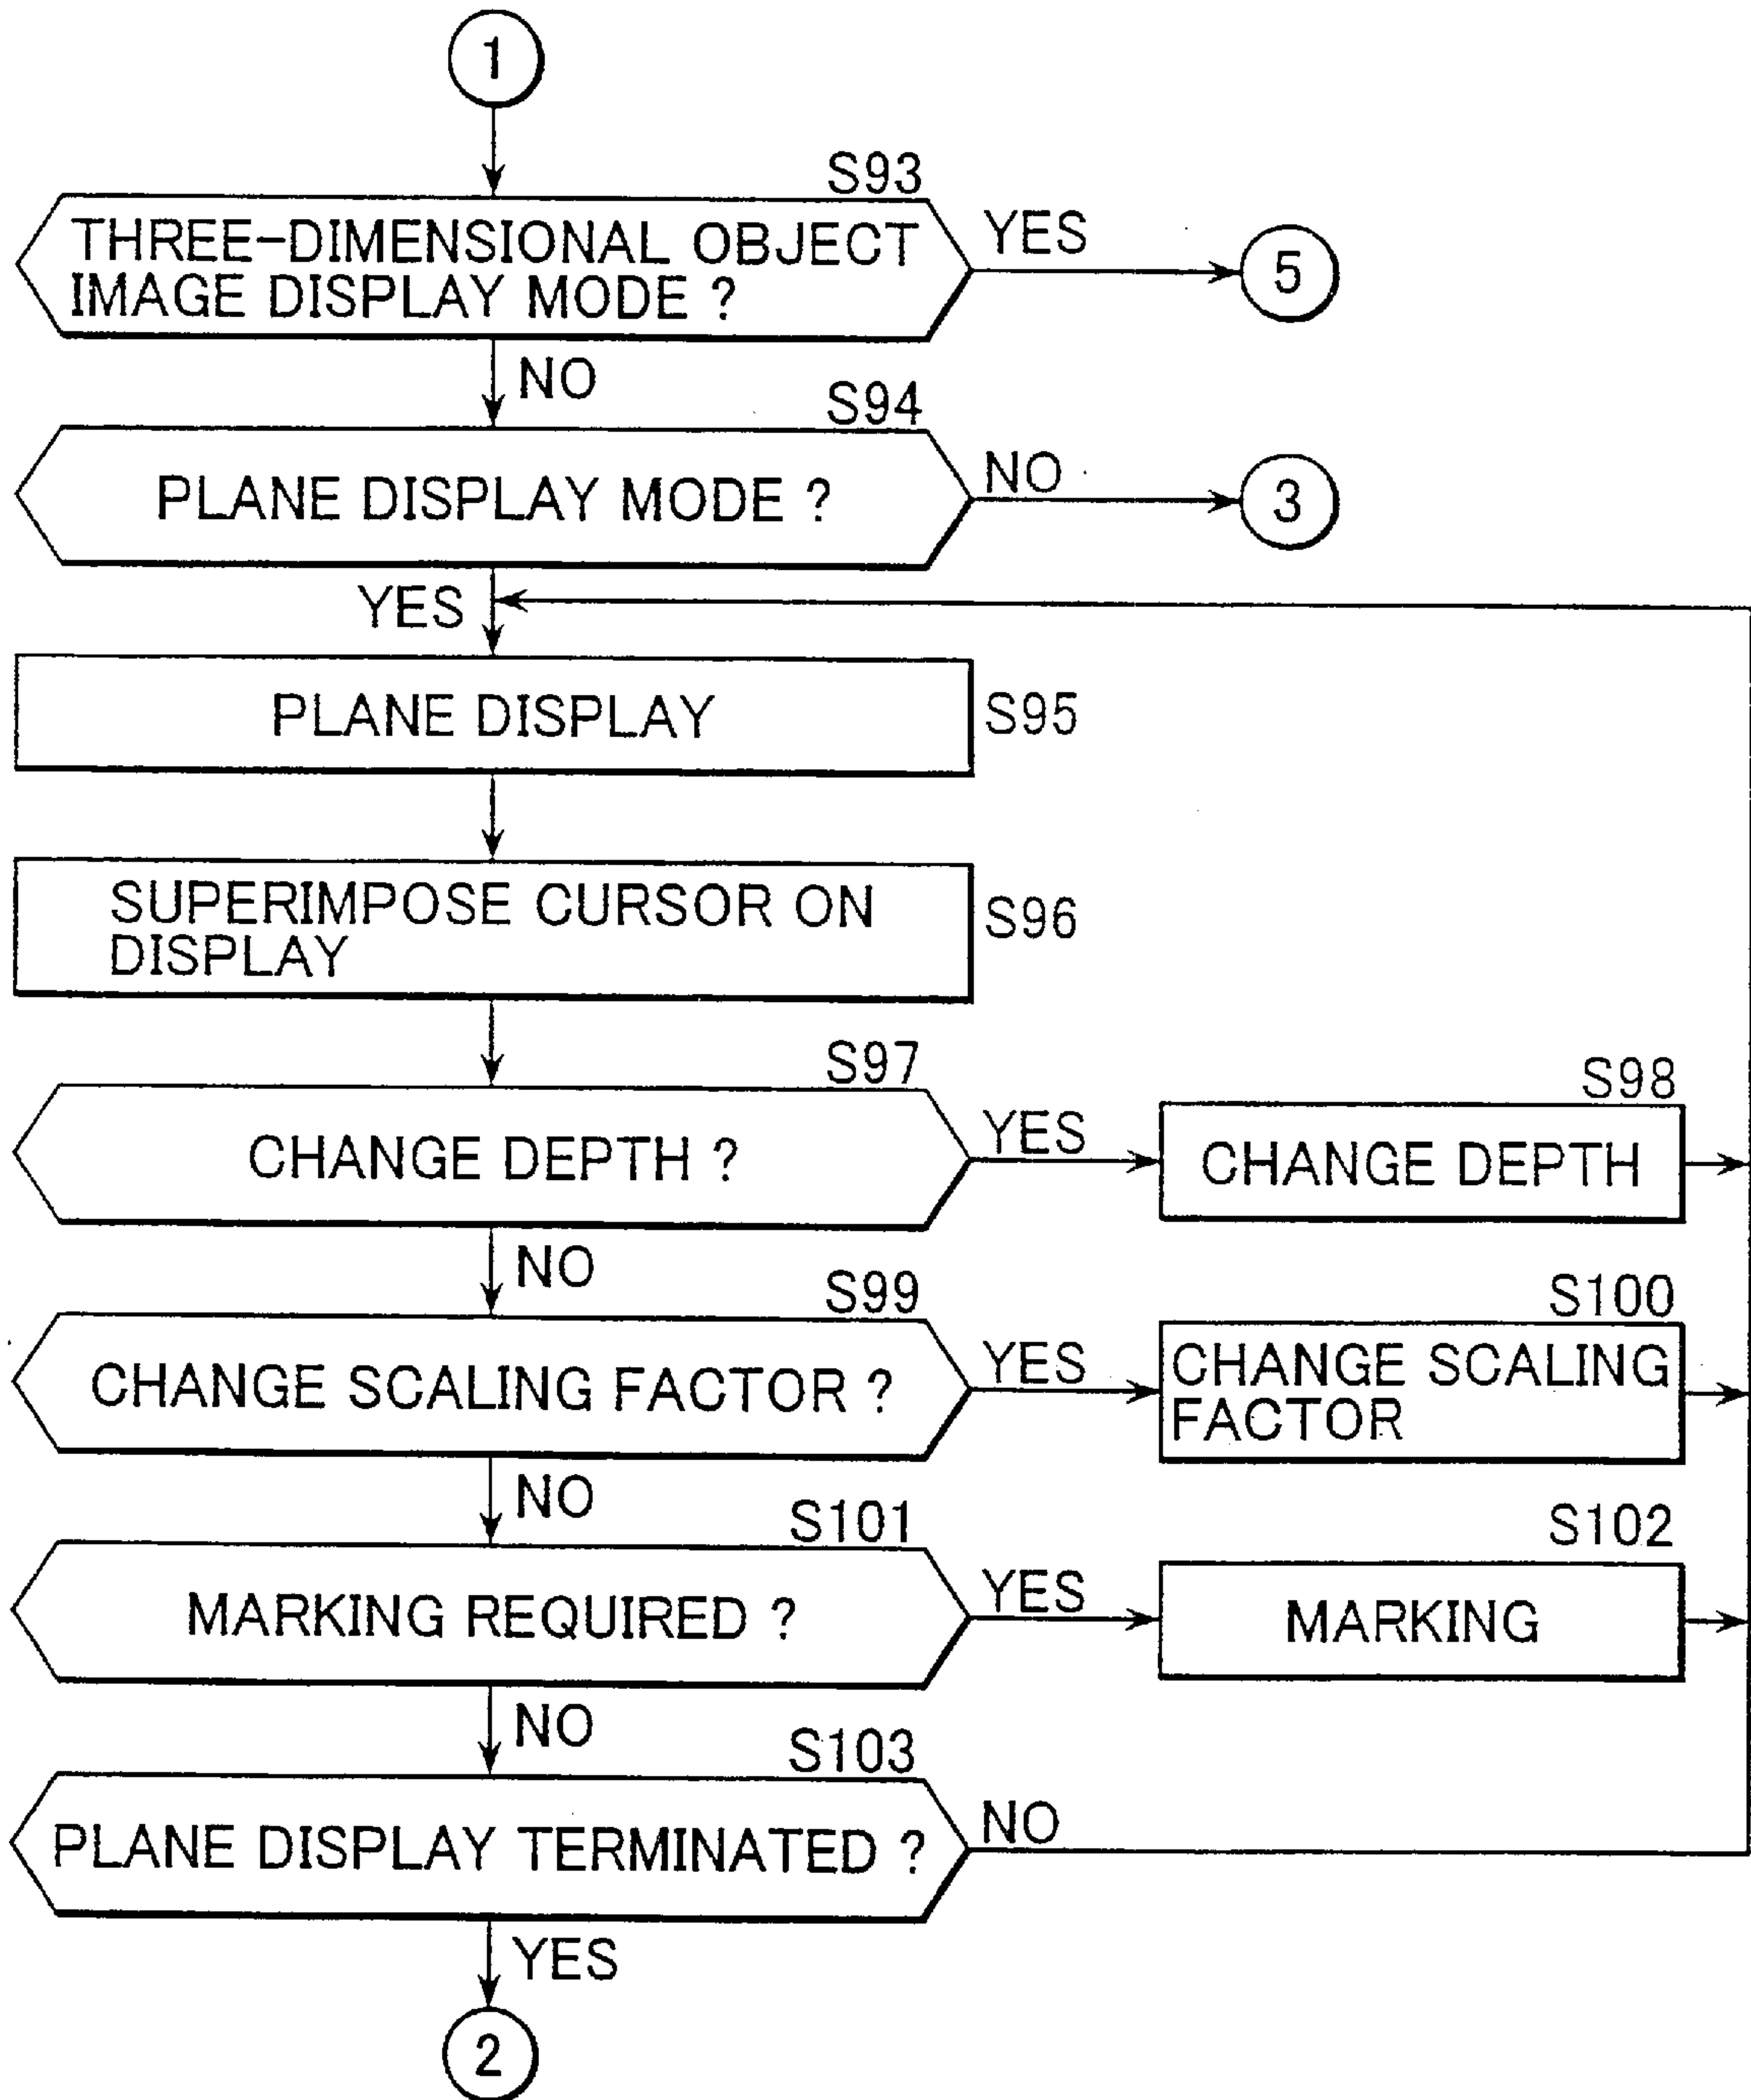 1
S93
THREE-DIMENSIONAL OBJECT
IMAGE DISPLAY MODE ?
YES
5
NO
S94
PLANE DISPLAY MODE ?
NO
3
YES
PLANE DISPLAY
S95
SUPERIMPOSE CURSOR ON
DISPLAY
S96
S97
CHANGE DEPTH ?
YES
S98
CHANGE DEPTH
NO
S99
CHANGE SCALING FACTOR ?
YES
S100
CHANGE SCALING
FACTOR
NO
S101
MARKING REQUIRED ?
YES
S102
MARKING
NO
S103
PLANE DISPLAY TERMINATED ?
NO
YES
2